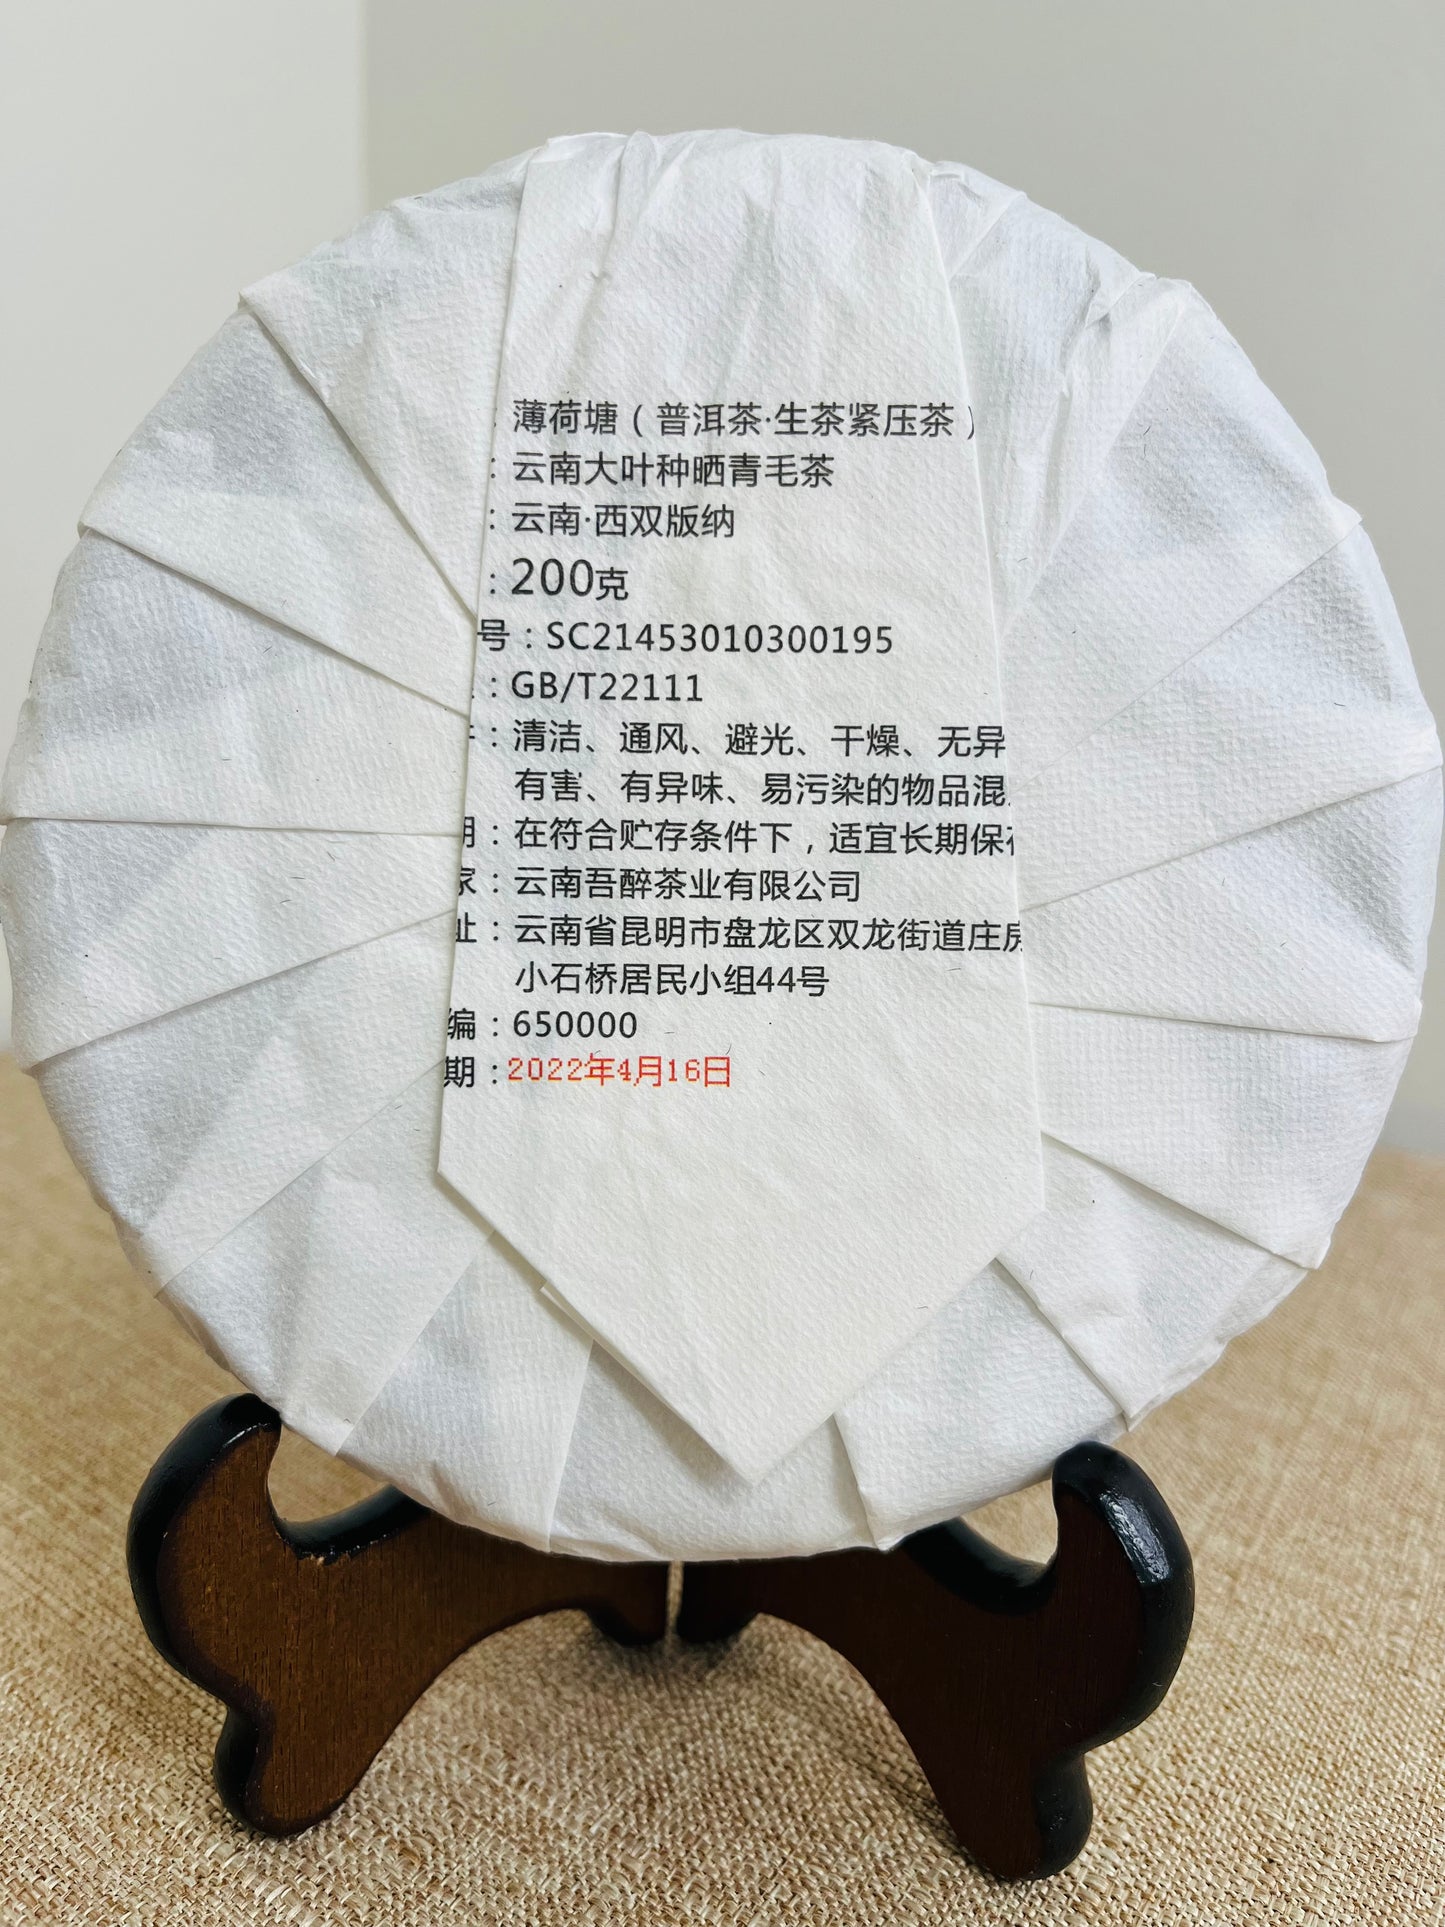 ：薄荷塘（普洱茶·生茶紧压茶）
：云南大叶种晒青毛茶
：云南·西双版纳
：200克
号：SC21453010300195
：GB/T22111
：清洁、通风、避光、干燥、无异
有害、有异味、易污染的物品混
期：在符合贮存条件下，适宜长期保存
家：云南吾醉茶业有限公司
址：云南省昆明市盘龙区双龙街道庄房
小石桥居民小组44号
编：650000
期：2022年4月16日